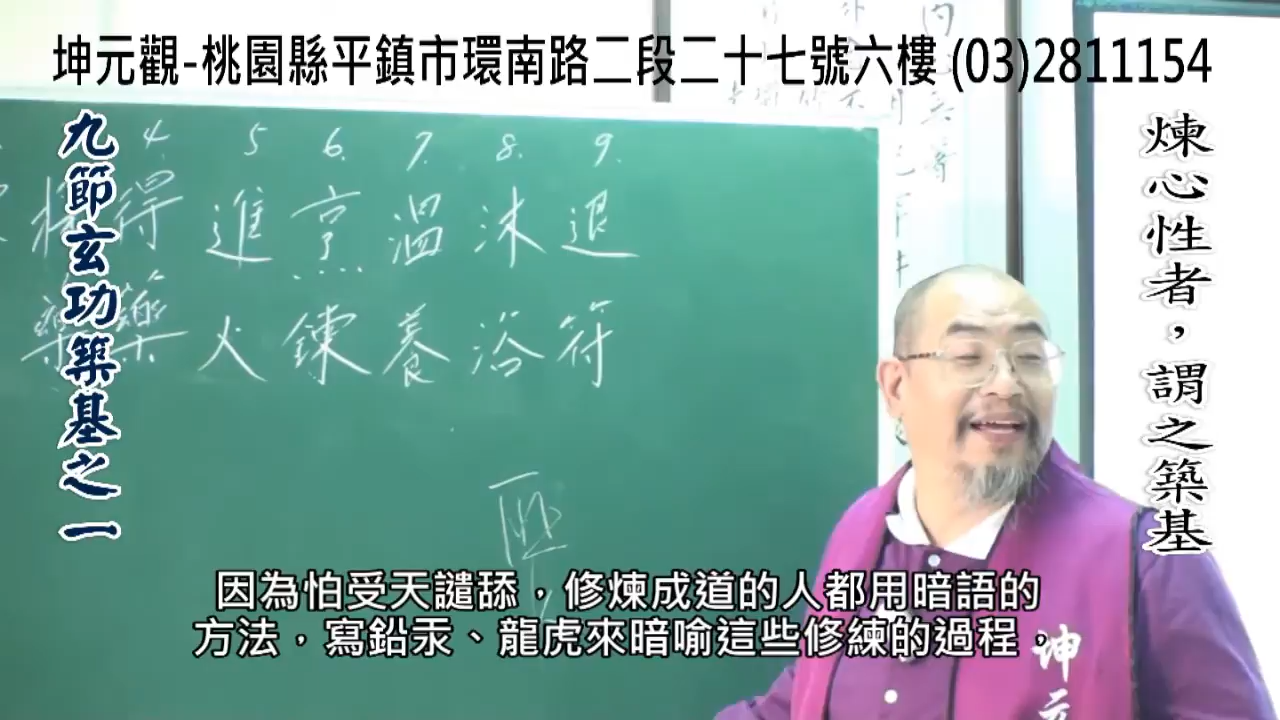 坤元觀-桃園縣平鎮市環南路二段二十七號六樓 (03)2811154
九節玄功築基之一
煉心性者，謂之築基
4. 5 6. 7. 8. 9.
採 得 進 烹 溫 沐 退
藥 藥 火 鍊 養 浴 符
因為怕受天譴舔，修煉成道的人都用暗語的
方法，寫鉛汞、龍虎來暗喻這些修練的過程，
坤元